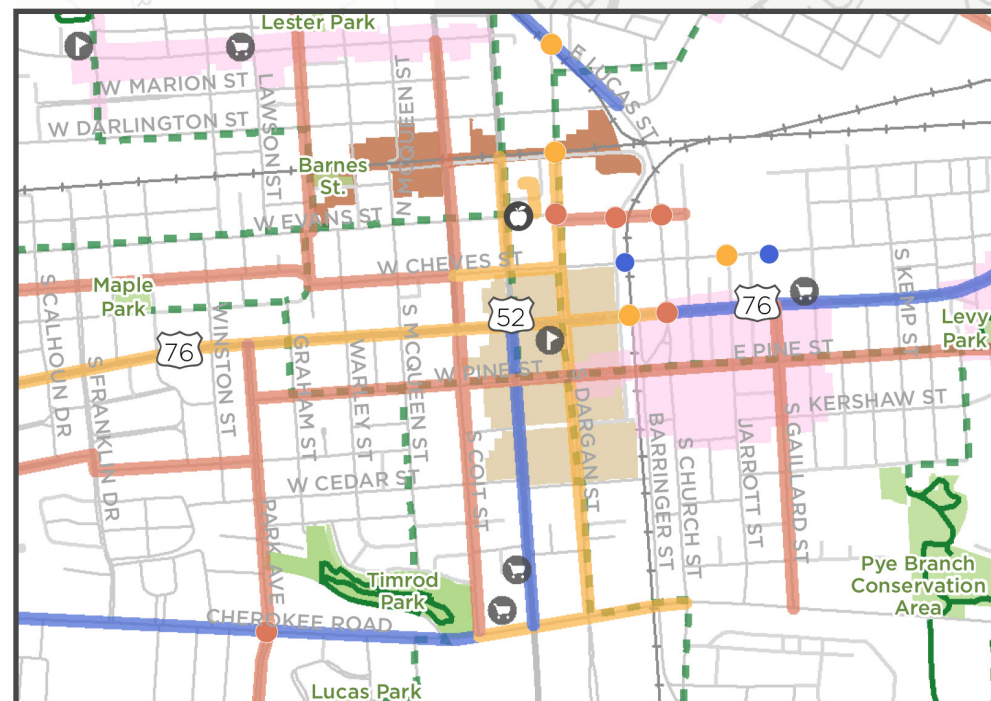 Lester Park
E LUCAS ST
W MARION ST
LAWSON ST
N MCQUEEN ST
W DARLINGTON ST
Barnes
St.
W EVANS ST
W CHEVES ST
S KEMP ST
S CALHOUN DR
Maple
Park
52
76
76
Levy
Park
WINSTON ST
GRAHAM ST
WARLEY ST
S MCQUEEN ST
W PINE ST
E PINE ST
S FRANKLIN DR
S DARGAN ST
KERSHAW ST
S COIT ST
BARRINGER ST
S CHURCH ST
JARROTT ST
S GAILLARD ST
W CEDAR ST
PARK AVE
Timrod
Park
Pye Branch
Conservation
Area
CHEROKEE ROAD
Lucas Park